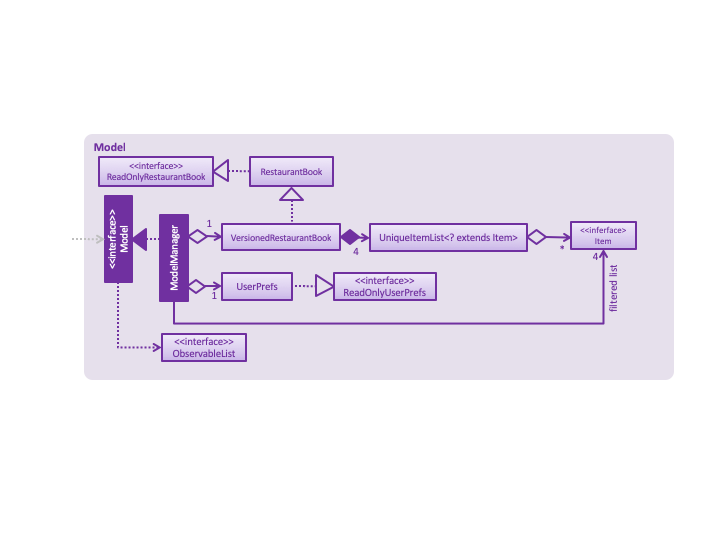 Model
<<interface>>
ReadOnlyRestaurantBook
RestaurantBook
<<interface>>
Model
ModelManager
1
VersionedRestaurantBook
4
UniqueItemList<? extends Item>
*
<<inferface>
Item
4
filtered list
1
UserPrefs
<<interface>>
ReadOnlyUserPrefs
<<interface>>
ObservableList